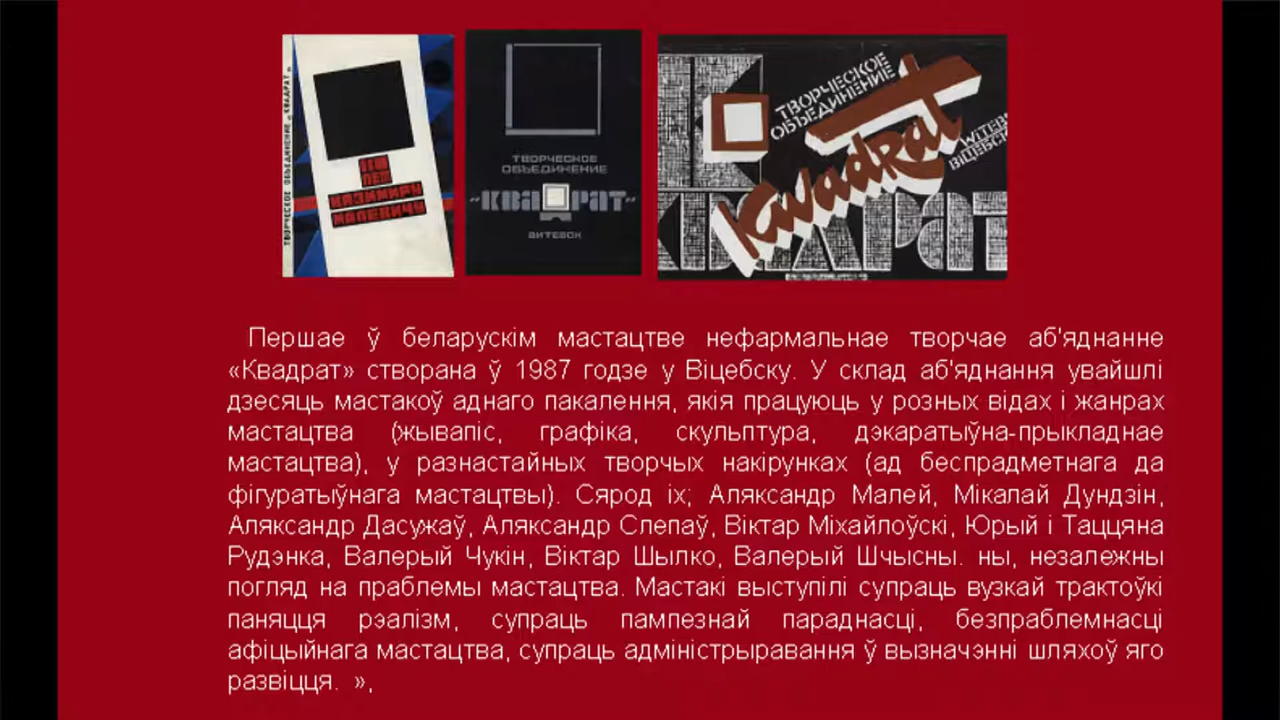 ТВОРЧЕСКОЕ ОБЪЕДИНЕНИЕ „КВАДРАТ"
ЛЕТ
КАЗИМИРУ
МАЛЕВИЧУ
ТВОРЧЕСКОЕ
ОБЪЕДИНЕНИЕ
"КВАДРАТ"
ВИТЕБСК
ТВОРЧЕСКОЕ
ОБЪЕДИНЕНИЕ
Kvadrat
WITEB
ВІЦЕБС
КВАДРАТ
Першае ў беларускім мастацтве нефармальнае творчае аб'яднанне
«Квадрат» створана ў 1987 годзе у Віцебску. У склад аб'яднання увайшлі
дзесяць мастакоў аднаго пакалення, якія працуюць у розных відах і жанрах
мастацтва (жывапіс, графіка, скульптура, дэкаратыўна-прыкладнае
мастацтва), у разнастайных творчых накірунках (ад беспрадметнага да
фігуратыўнага мастацтвы). Сярод іх; Аляксандр Малей, Мікалай Дундзін,
Аляксандр Дасужаў, Аляксандр Слепаў, Віктар Міхайлоўскі, Юрый і Таццяна
Рудэнка, Валерый Чукін, Віктар Шылко, Валерый Шчысны. ны, незалежны
погляд на праблемы мастацтва. Мастакі выступілі супраць вузкай трактоўкі
паняцця рэалізм, супраць пампезнай параднасці, безпраблемнасці
афіцыйнага мастацтва, супраць адміністрыравання ў вызначэнні шляхоў яго
развіцця. »,